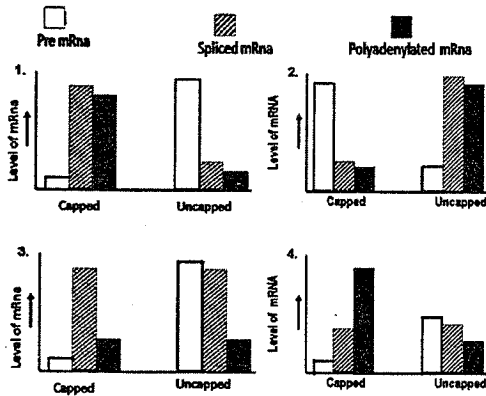 Pre mRna
Spliced mRna
Polyadenylated mRna
1.
Level of mRna
Capped
Uncapped
2.
Level of mRNA
Capped
Uncapped
3.
Level of mRna
Capped
Uncapped
4.
Level of mRNA
Capped
Uncapped